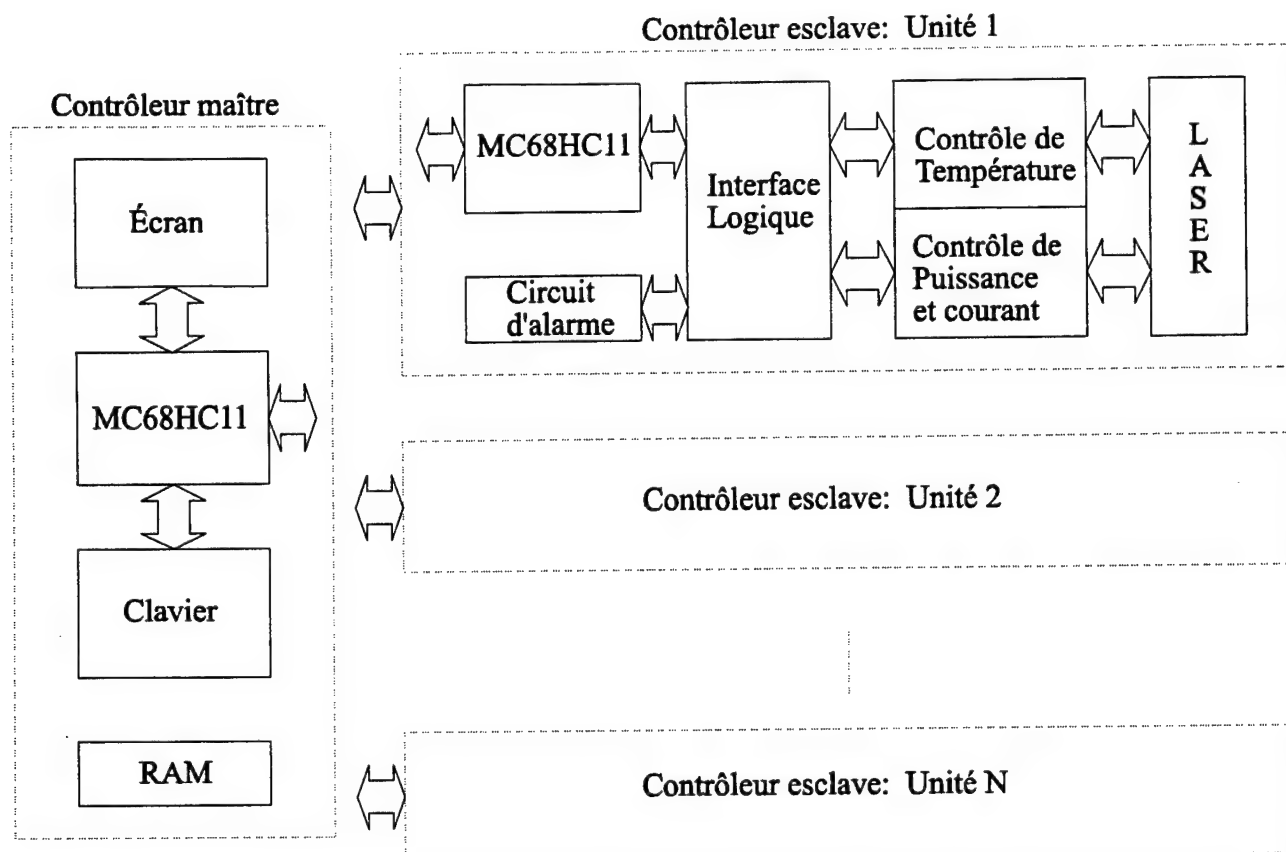 Contrôleur esclave: Unité 1
Contrôleur maître
Écran
MC68HC11
Clavier
RAM
MC68HC11
Circuit
d'alarme
Interface
Logique
Contrôle de
Température
Contrôle de
Puissance
et courant
L
A
S
E
R
Contrôleur esclave: Unité 2
Contrôleur esclave: Unité N